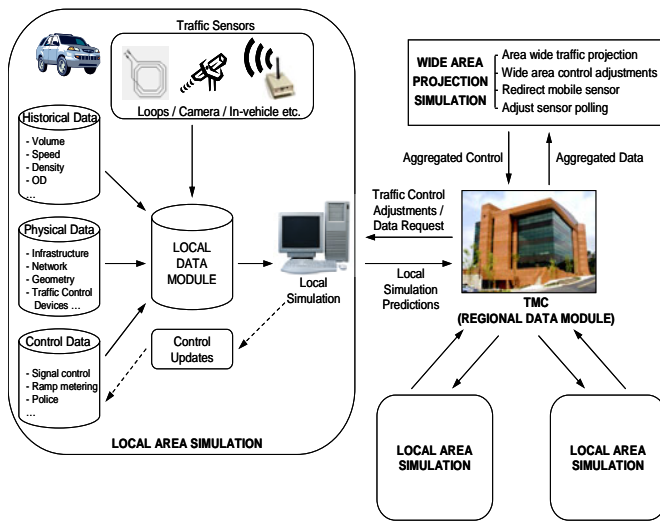 Traffic Sensors
Loops / Camera / In-vehicle etc.
Historical Data
- Volume
- Speed
- Density
- OD
...
Physical Data
- Infrastructure
- Network
- Geometry
- Traffic Control
Devices ...
Control Data
- Signal control
- Ramp metering
- Police
...
LOCAL
DATA
MODULE
Control
Updates
Local
Simulation
LOCAL AREA SIMULATION
WIDE AREA
PROJECTION
SIMULATION
- Area wide traffic projection
- Wide area control adjustments
- Redirect mobile sensor
- Adjust sensor polling
Aggregated Control
Aggregated Data
Traffic Control
Adjustments /
Data Request
Local
Simulation
Predictions
TMC
(REGIONAL DATA MODULE)
LOCAL AREA
SIMULATION
LOCAL AREA
SIMULATION